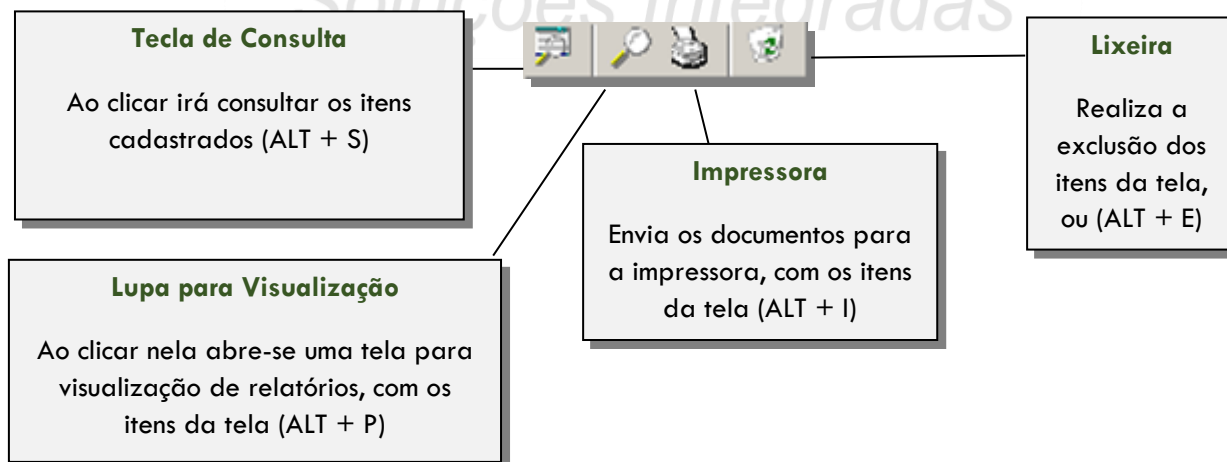 Soluções Integradas
Tecla de Consulta
Ao clicar irá consultar os itens
cadastrados (ALT + S)
Lixeira
Realiza a
exclusão dos
itens da tela,
ou (ALT + E)
Impressora
Envia os documentos para
a impressora, com os itens
da tela (ALT + I)
Lupa para Visualização
Ao clicar nela abre-se uma tela para
visualização de relatórios, com os
itens da tela (ALT + P)